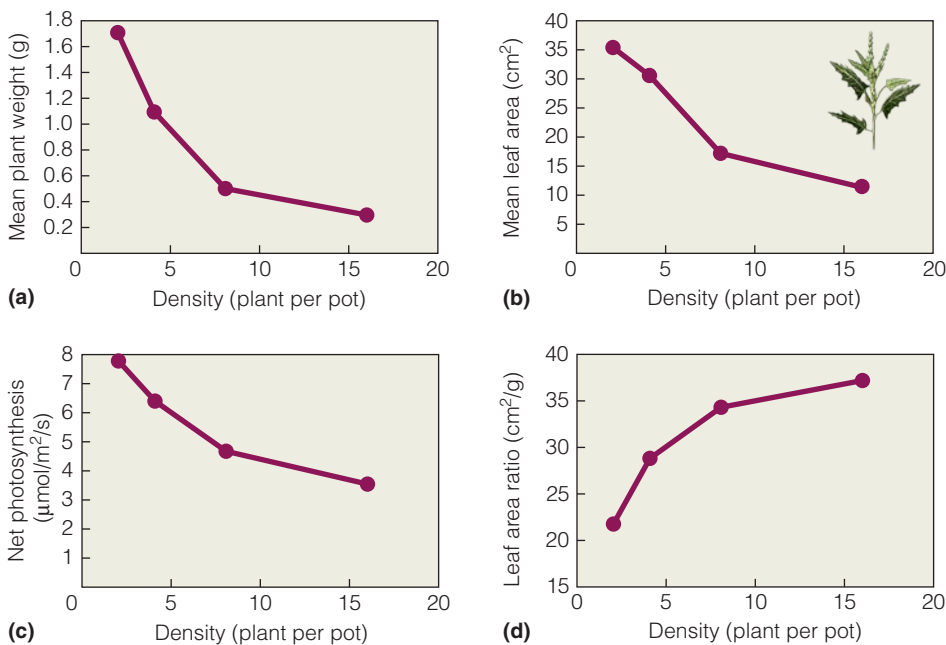 Mean plant weight (g)
1.8
1.6
1.4
1.2
1.0
0.8
0.6
0.4
0.2
0 5 10 15 20
Density (plant per pot)
(a)
Mean leaf area (cm²)
40
35
30
25
20
15
10
5
0 5 10 15 20
Density (plant per pot)
(b)
Net photosynthesis
(μmol/m²/s)
8
7
6
5
4
3
2
1
0 5 10 15 20
Density (plant per pot)
(c)
Leaf area ratio (cm²/g)
40
35
30
25
20
15
0 5 10 15 20
Density (plant per pot)
(d)